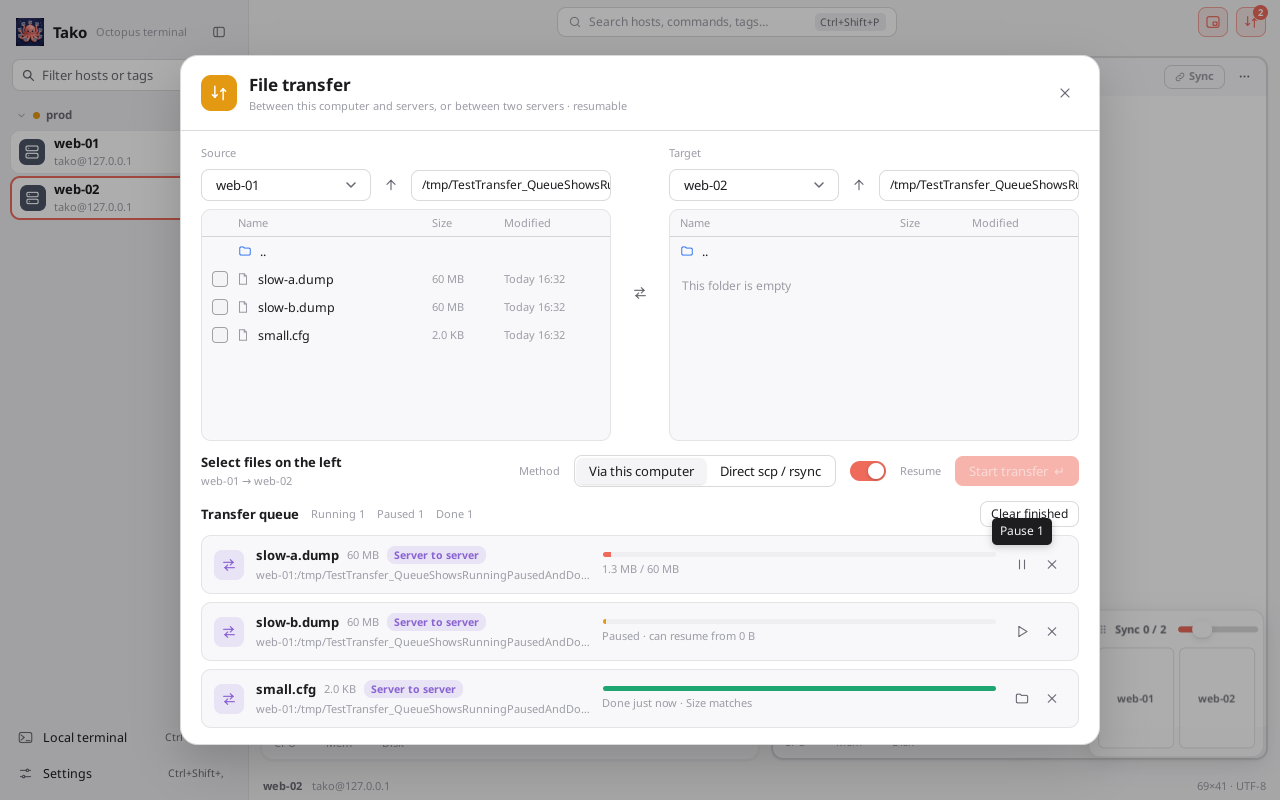 Tako Octopus terminal
Search hosts, commands, tags... Ctrl+Shift+P
2
Filter hosts or tags
Sync
prod
web-01
tako@127.0.0.1
web-02
tako@127.0.0.1
File transfer
Between this computer and servers, or between two servers · resumable
Source
Target
web-01
/tmp/TestTransfer_QueueShowsRu
web-02
/tmp/TestTransfer_QueueShowsRu
Name Size Modified
..
slow-a.dump 60 MB Today 16:32
slow-b.dump 60 MB Today 16:32
small.cfg 2.0 KB Today 16:32
Name Size Modified
..
This folder is empty
Select files on the left
web-01 → web-02
Method Via this computer Direct scp / rsync Resume Start transfer ↵
Transfer queue Running 1 Paused 1 Done 1 Clear finished
Pause 1
slow-a.dump 60 MB Server to server
web-01:/tmp/TestTransfer_QueueShowsRunningPausedAndDo...
1.3 MB / 60 MB
slow-b.dump 60 MB Server to server
web-01:/tmp/TestTransfer_QueueShowsRunningPausedAndDo...
Paused · can resume from 0 B
small.cfg 2.0 KB Server to server
web-01:/tmp/TestTransfer_QueueShowsRunningPausedAndDo...
Done just now · Size matches
Sync 0 / 2
web-01 web-02
Local terminal
Settings Ctrl+Shift+,
web-02 tako@127.0.0.1
69×41 · UTF-8